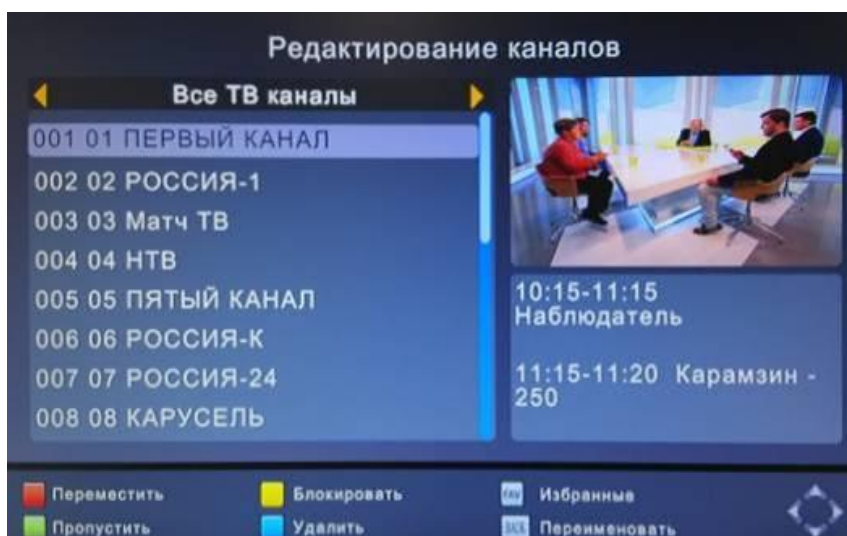 Редактирование каналов
Все ТВ каналы
001 01 ПЕРВЫЙ КАНАЛ
002 02 РОССИЯ-1
003 03 Матч ТВ
004 04 НТВ
005 05 ПЯТЫЙ КАНАЛ
006 06 РОССИЯ-К
007 07 РОССИЯ-24
008 08 КАРУСЕЛЬ
10:15-11:15
Наблюдатель
11:15-11:20 Карамзин -
250
Переместить
Блокировать
FAV Избранные
Пропустить
Удалить
BACK Переименовать